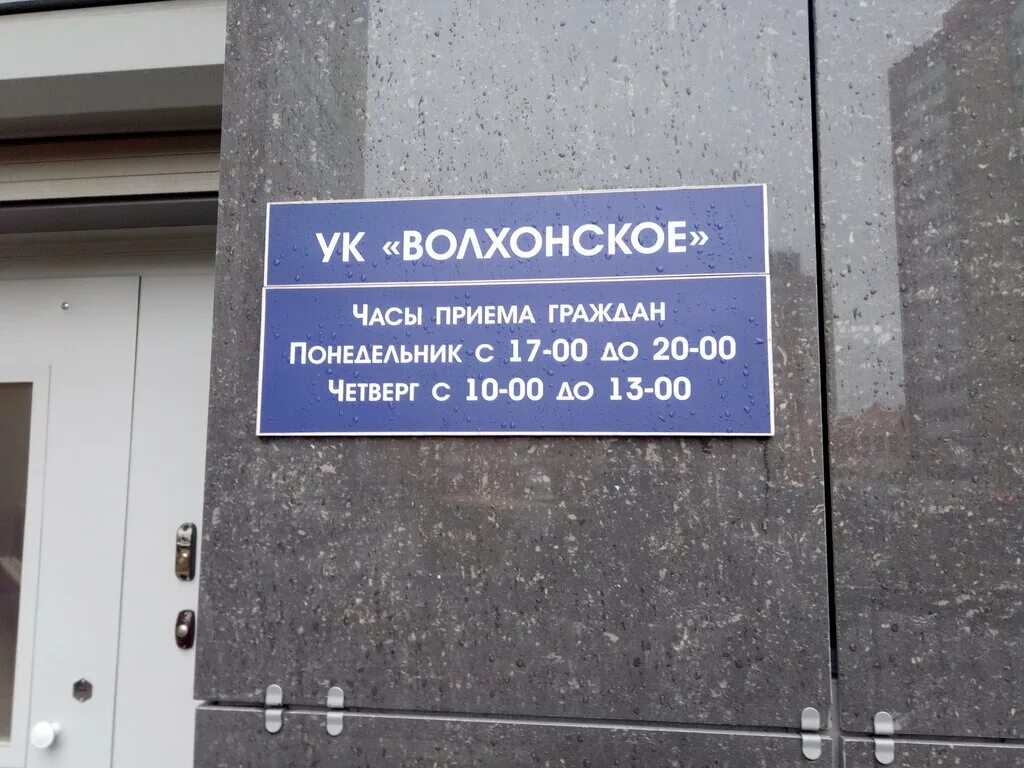 УК «ВОЛХОНСКОЕ»
Часы приема граждан
Понедельник с 17-00 до 20-00
Четверг с 10-00 до 13-00